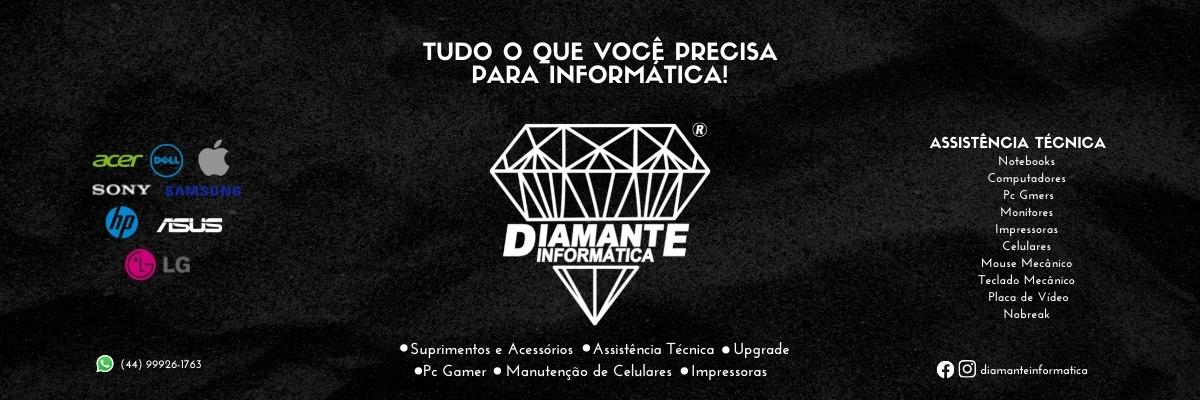 TUDO O QUE VOCÊ PRECISA
PARA INFORMÁTICA!
acer DELL
SONY SAMSUNG
hp ASUS
LG
®
DIAMANTE
INFORMÁTICA
ASSISTÊNCIA TÉCNICA
Notebooks
Computadores
Pc Gmers
Monitores
Impressoras
Celulares
Mouse Mecânico
Teclado Mecânico
Placa de Vídeo
Nobreak
•Suprimentos e Acessórios •Assistência Técnica •Upgrade
•Pc Gamer •Manutenção de Celulares •Impressoras
(44) 99926-1763
diamanteinformatica